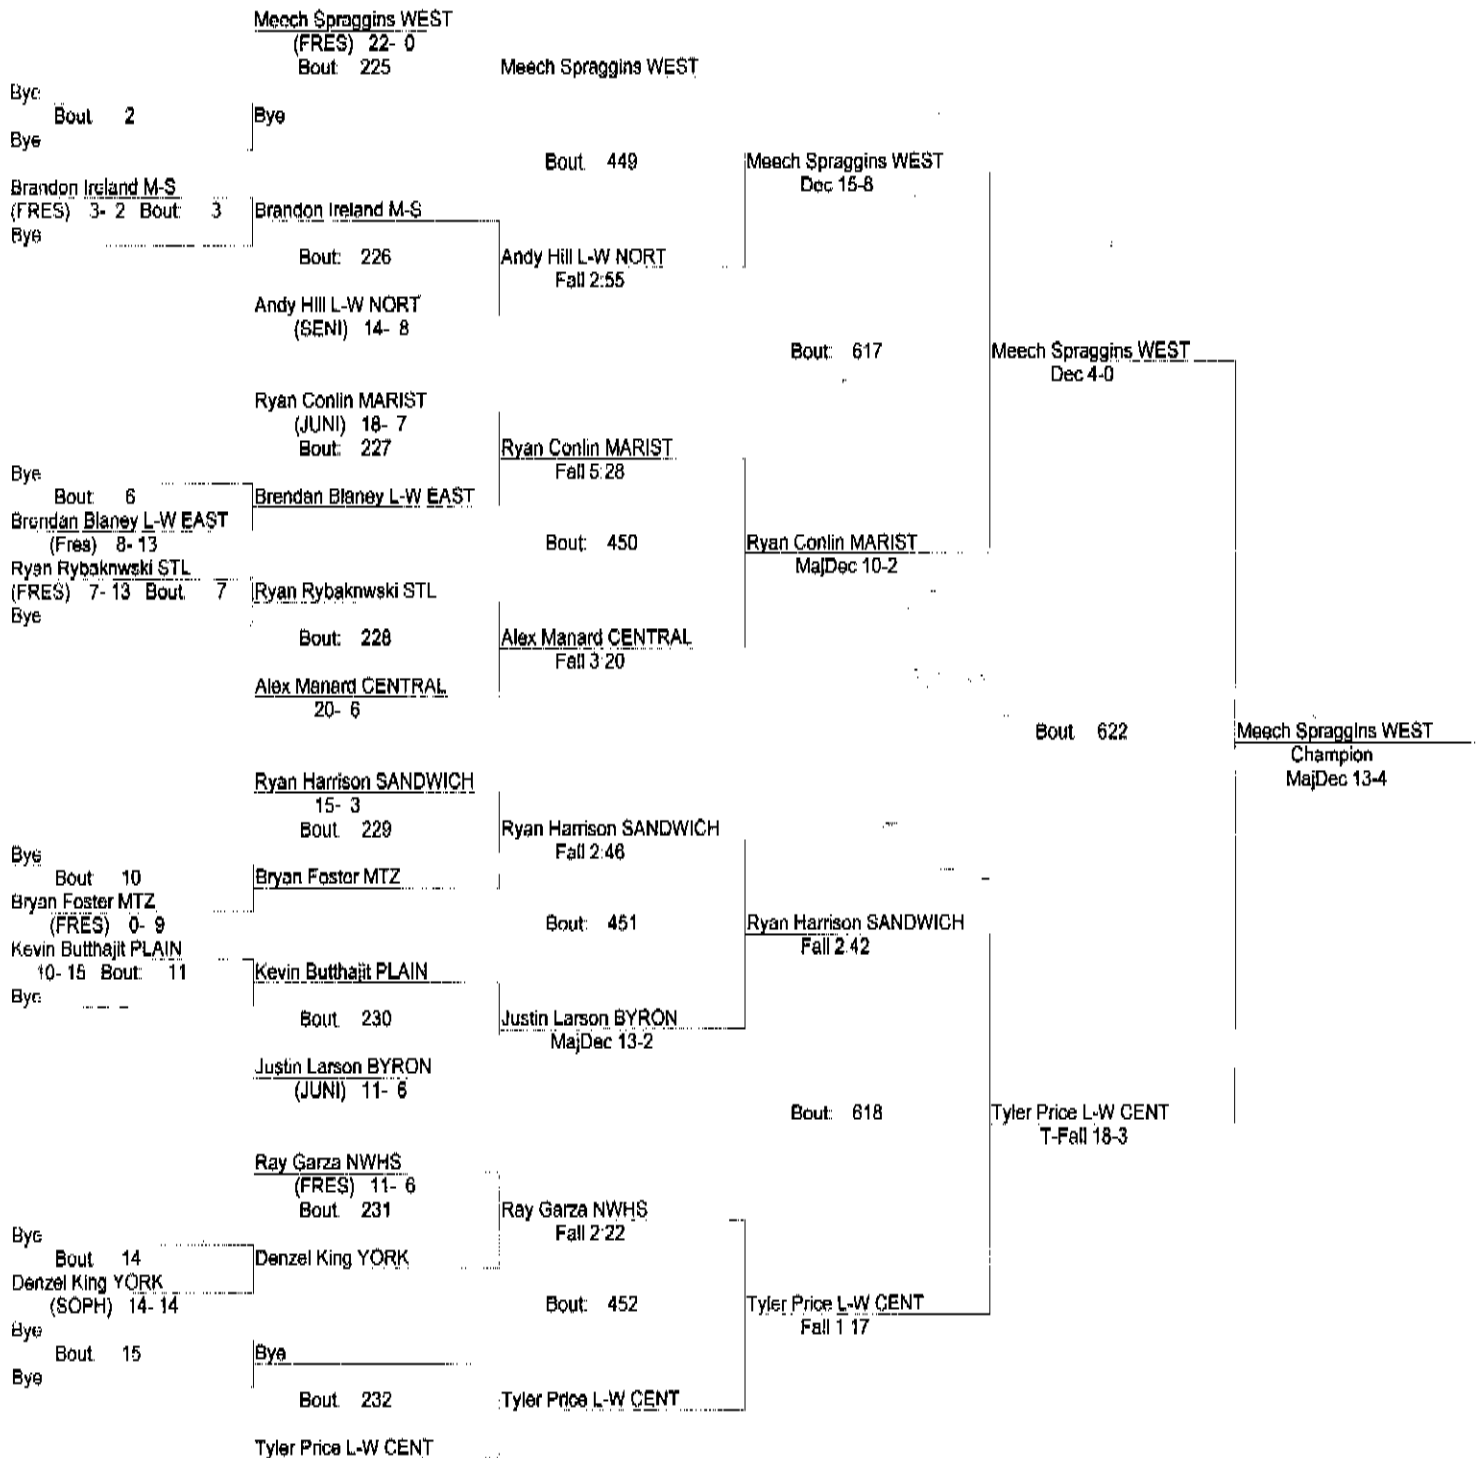 Meech Spraggins WEST
(FRES) 22- 0
Bout: 225
Meech Spraggins WEST
Bye
Bout 2
Bye
Bye
Bout. 449
Meech Spraggins WEST
Dec 15-8
Brandon Ireland M-S
(FRES) 3- 2 Bout: 3
Brandon Ireland M-S
Bye
Bout: 226
Andy Hill L-W NORT
Fall 2:55
Andy Hill L-W NORT
(SENI) 14- 8
Bout: 617
Meech Spraggins WEST
Dec 4-0
Ryan Conlin MARIST
(JUNI) 18- 7
Bout: 227
Ryan Conlin MARIST
Fall 5:28
Bye
Bout: 6
Brendan Blaney L-W EAST
Brendan Blaney L-W EAST
(Fres) 8- 13
Bout: 450
Ryan Conlin MARIST
MajDec 10-2
Ryan Rybaknwski STL
(FRES) 7- 13 Bout: 7
Ryan Rybaknwski STL
Bye
Bout: 228
Alex Manard CENTRAL
Fall 3:20
Alex Manard CENTRAL
20- 6
Bout 622
Meech Spraggins WEST
Champion
MajDec 13-4
Ryan Harrison SANDWICH
15- 3
Bout: 229
Ryan Harrison SANDWICH
Fall 2:46
Bye
Bout 10
Bryan Foster MTZ
Bryan Foster MTZ
(FRES) 0- 9
Bout: 451
Ryan Harrison SANDWICH
Fall 2.42
Kevin Butthajit PLAIN
10- 15 Bout: 11
Kevin Butthajit PLAIN
Bye
Bout 230
Justin Larson BYRON
MajDec 13-2
Justin Larson BYRON
(JUNI) 11- 6
Bout: 618
Tyler Price L-W CENT
T-Fall 18-3
Ray Garza NWHS
(FRES) 11- 6
Bout. 231
Ray Garza NWHS
Fall 2:22
Bye
Bout 14
Denzel King YORK
Denzel King YORK
(SOPH) 14- 14
Bout: 452
Tyler Price L-W CENT
Fall 1 17
Bye
Bout 15
Bye
Bye
Bout: 232
Tyler Price L-W CENT
Tyler Price L-W CENT